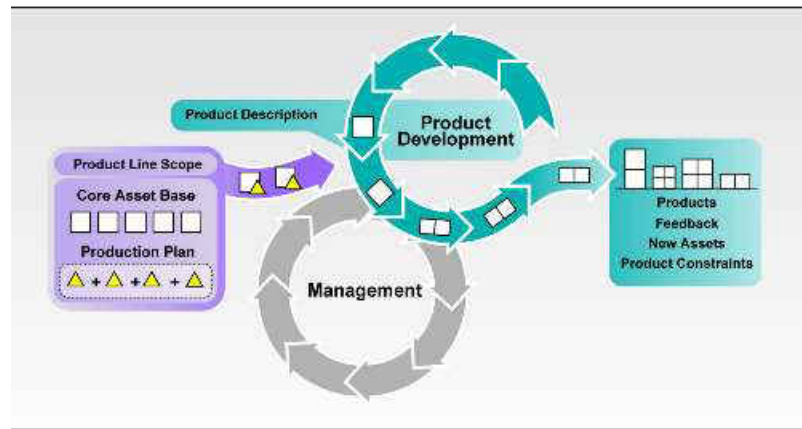 Product Description
Product
Development
Product Line Scope
Core Asset Base
Production Plan
+ + +
Management
Products
Feedback
New Assets
Product Constraints